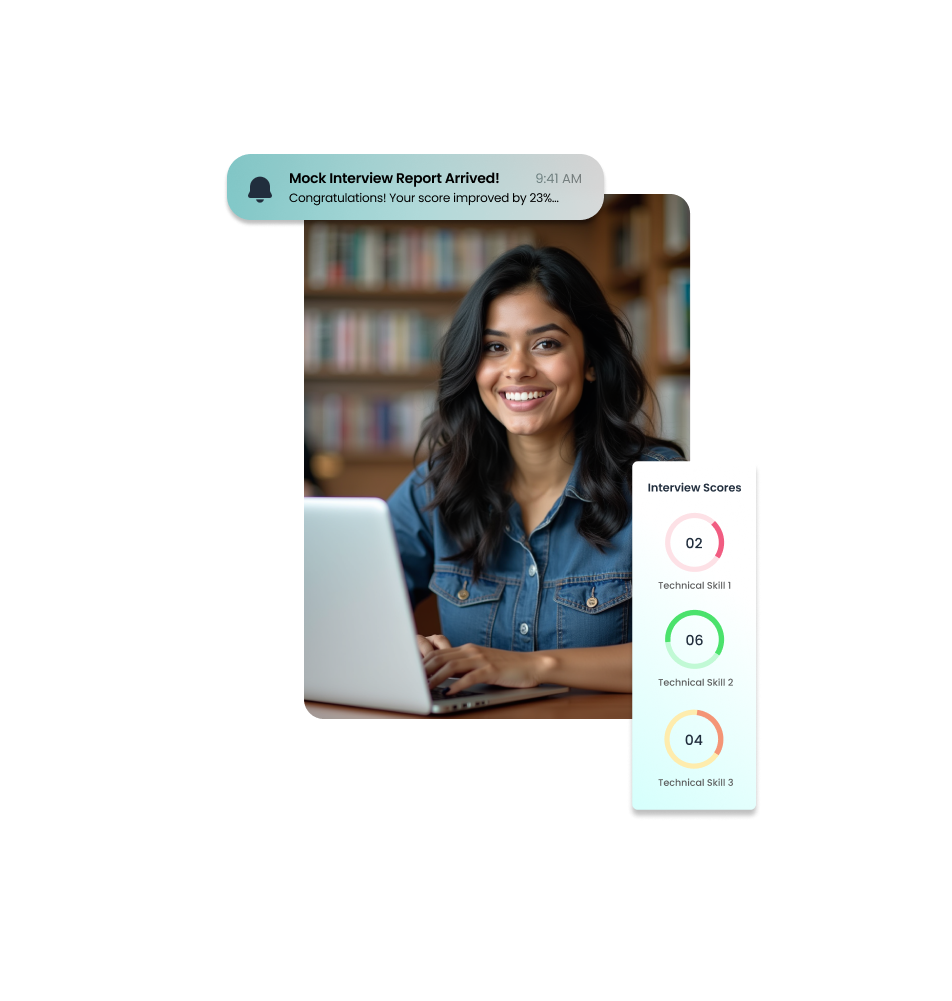 Mock Interview Report Arrived! 9:41 AM
Congratulations! Your score improved by 23%...
Interview Scores
02
Technical Skill 1
06
Technical Skill 2
04
Technical Skill 3